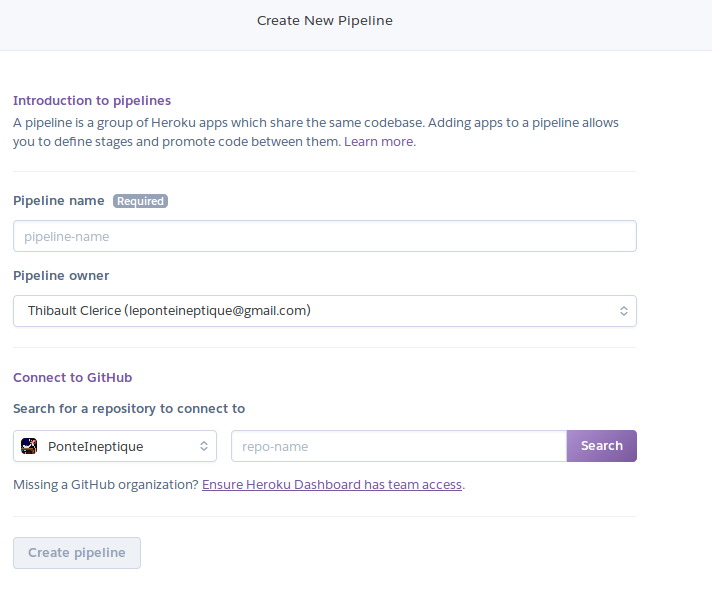 Create New Pipeline
Introduction to pipelines
A pipeline is a group of Heroku apps which share the same codebase. Adding apps to a pipeline allows
you to define stages and promote code between them. Learn more.
Pipeline name Required
pipeline-name
Pipeline owner
Thibault Clerice (leponteineptique@gmail.com)
Connect to GitHub
Search for a repository to connect to
PonteIneptique repo-name Search
Missing a GitHub organization? Ensure Heroku Dashboard has team access.
Create pipeline